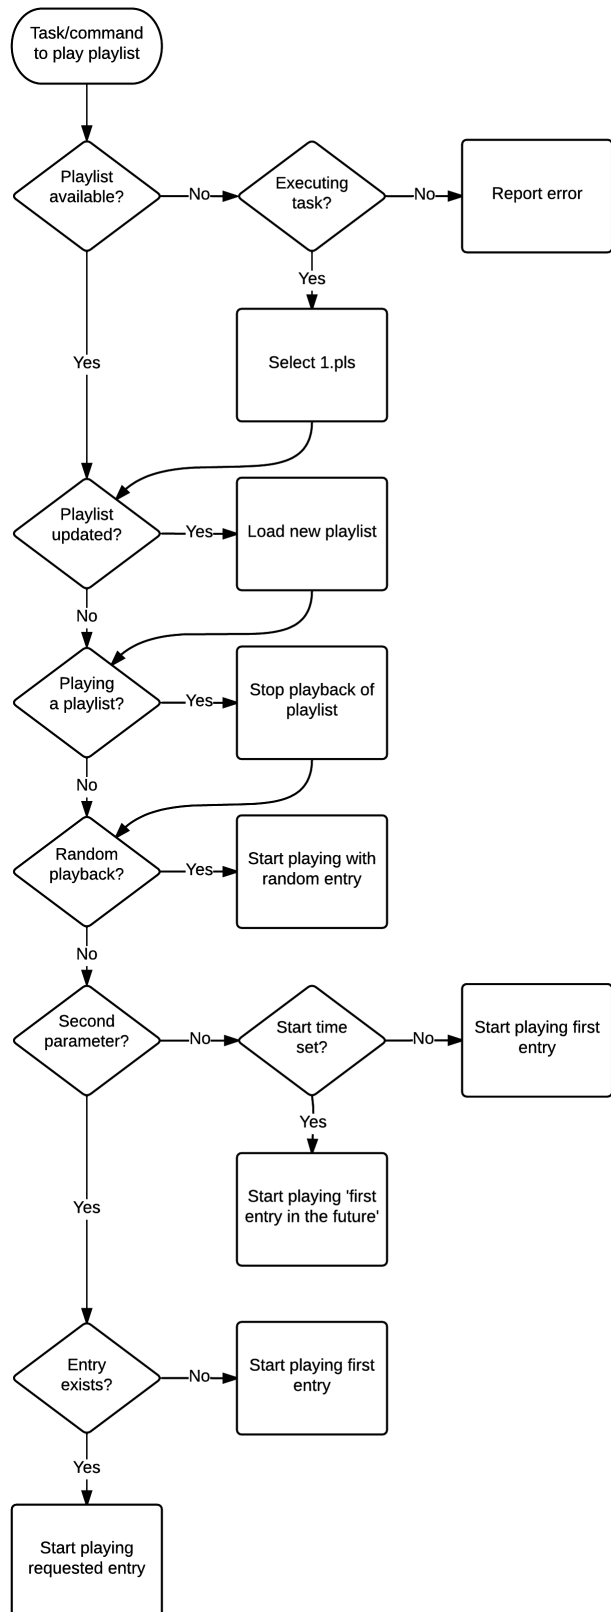 Task/command
to play playlist
Playlist
available?
No
Executing
task?
No
Report error
Yes
Yes
Select 1.pls
Playlist
updated?
Yes
Load new playlist
No
Playing
a playlist?
Yes
Stop playback of
playlist
No
Random
playback?
Yes
Start playing with
random entry
No
Second
parameter?
No
Start time
set?
No
Start playing first
entry
Yes
Yes
Start playing 'first
entry in the future'
Entry
exists?
No
Start playing first
entry
Yes
Start playing
requested entry